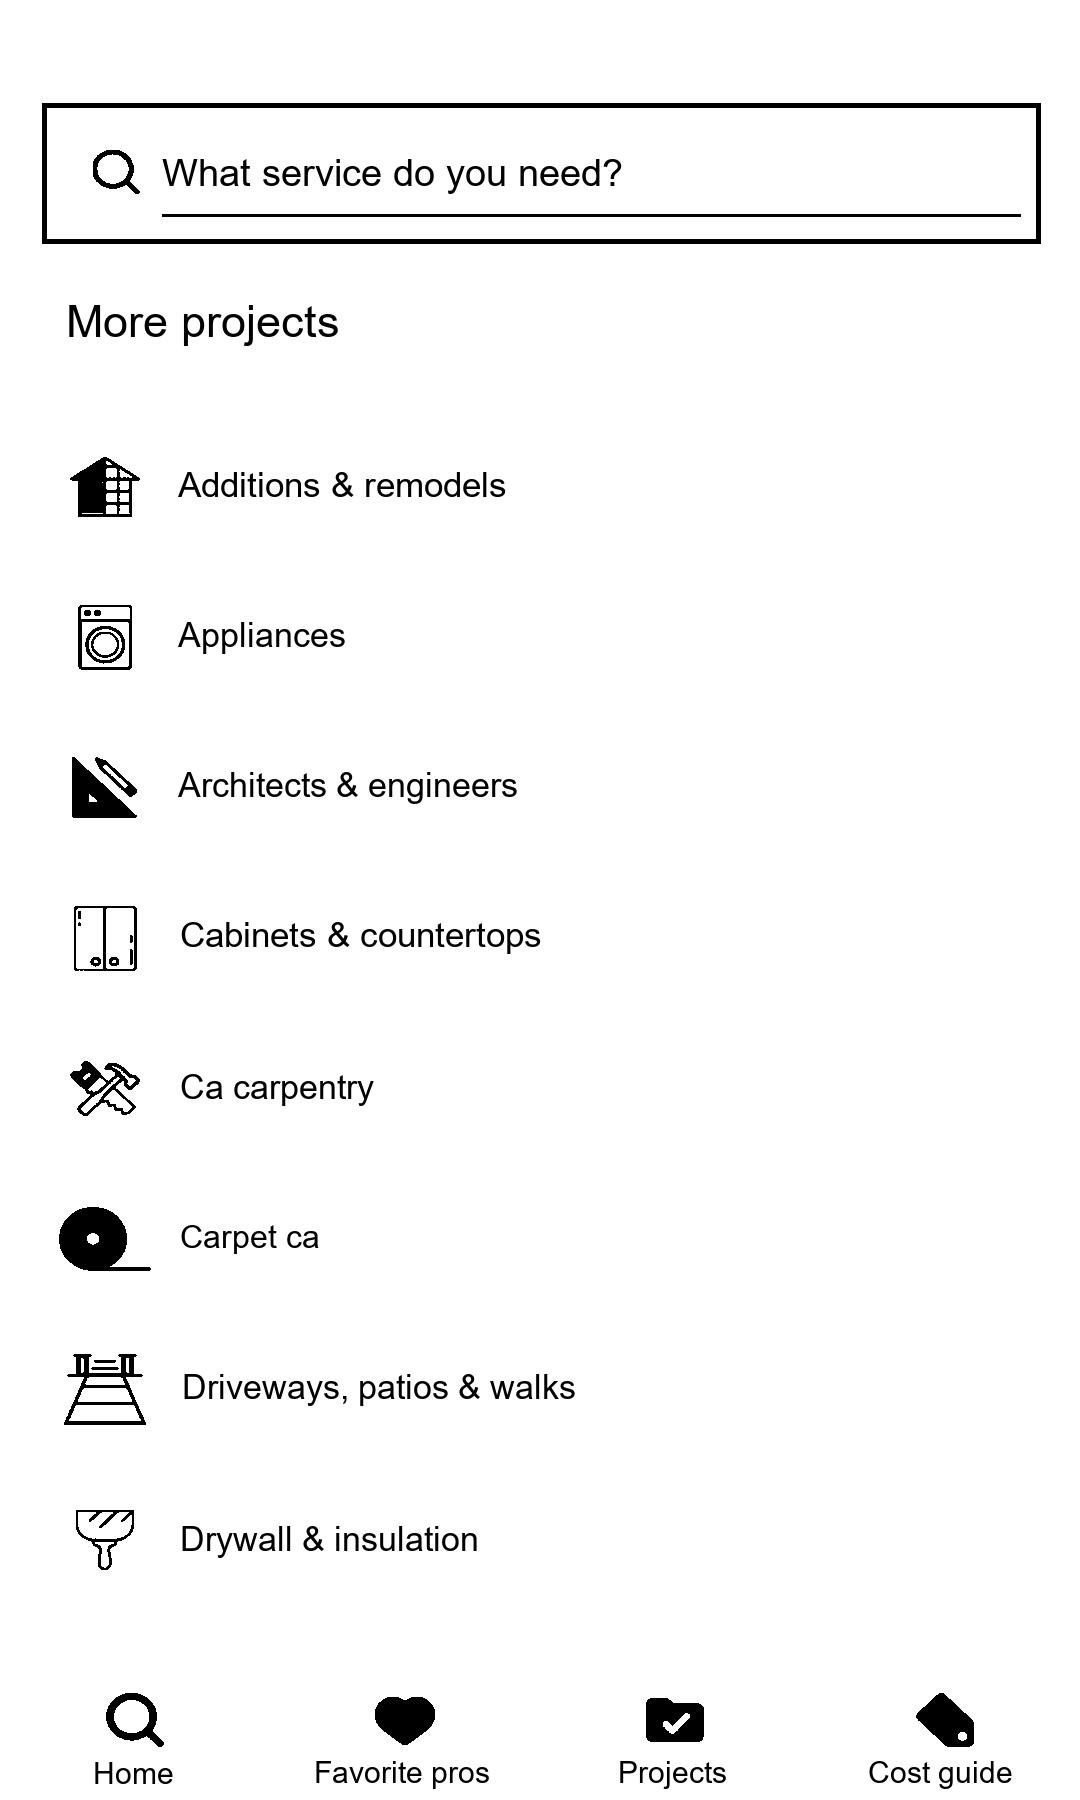 What service do you need?
More projects
Additions & remodels
Appliances
Architects & engineers
Cabinets & countertops
Ca carpentry
Carpet ca
Driveways, patios & walks
Drywall & insulation
Home
Favorite pros
Projects
Cost guide